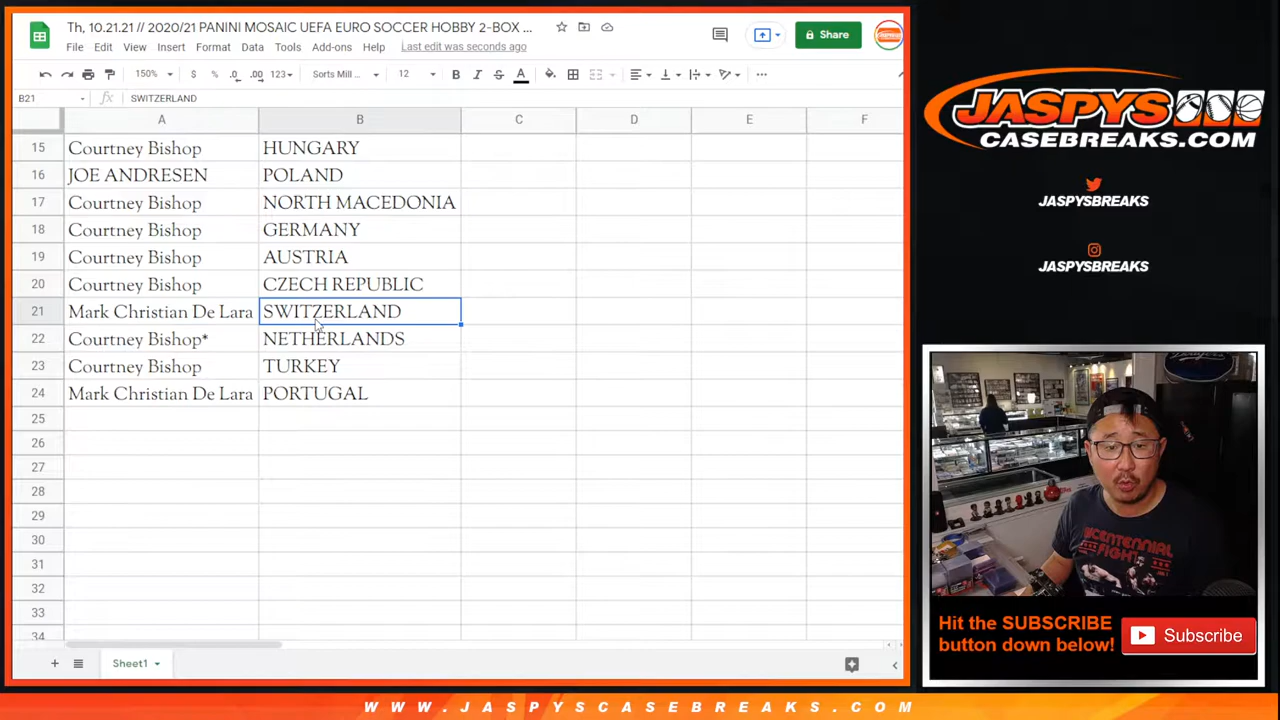 Th, 10.21.21 // 2020/21 PANINI MOSAIC UEFA EURO SOCCER HOBBY 2-BOX ...
File Edit View Insert Format Data Tools Add-ons Help Last edit was seconds ago
Share
150% $ % .0 .00 123 Sorts Mill ... 12 B I S A
B21 fx SWITZERLAND
A B C D E F
15 Courtney Bishop HUNGARY
16 JOE ANDRESEN POLAND
17 Courtney Bishop NORTH MACEDONIA
18 Courtney Bishop GERMANY
19 Courtney Bishop AUSTRIA
20 Courtney Bishop CZECH REPUBLIC
21 Mark Christian De Lara SWITZERLAND
22 Courtney Bishop* NETHERLANDS
23 Courtney Bishop TURKEY
24 Mark Christian De Lara PORTUGAL
25
26
27
28
29
30
31
32
33
34
Sheet1
JASPYS
CASEBREAKS.COM
JASPYSBREAKS
JASPYSBREAKS
Dodgers
BICENTENNIAL
FIGHT
Hit the SUBSCRIBE
button down below!
Subscribe
WWW.JASPYSCASEBREAKS.COM